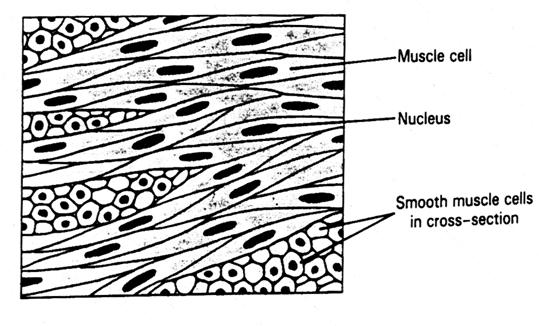 Muscle cell
Nucleus
Smooth muscle cells
in cross-section